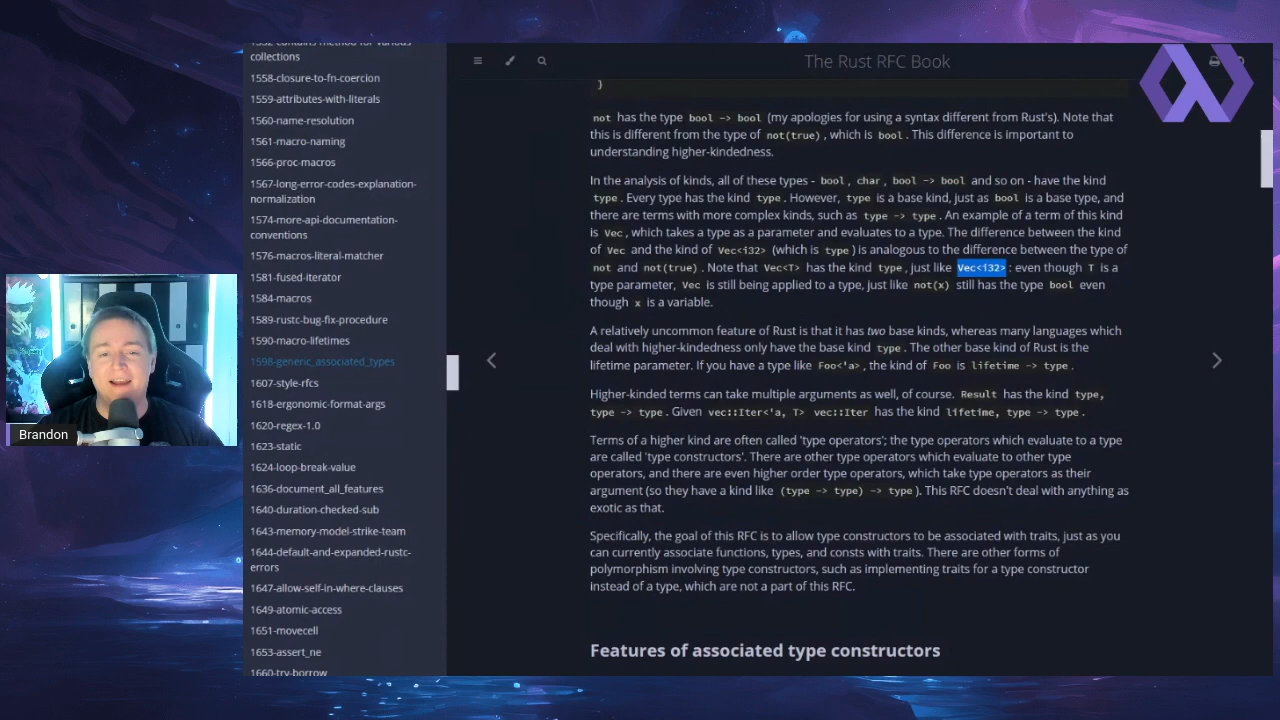 1552-contains-method-for-various-
collections
1558-closure-to-fn-coercion
1559-attributes-with-literals
1560-name-resolution
1561-macro-naming
1566-proc-macros
1567-long-error-codes-explanation-
normalization
1574-more-api-documentation-
conventions
1576-macros-literal-matcher
1581-fused-iterator
1584-macros
1589-rustc-bug-fix-procedure
1590-macro-lifetimes
1598-generic_associated_types
1607-style-rfcs
1618-ergonomic-format-args
1620-regex-1.0
1623-static
1624-loop-break-value
1636-document_all_features
1640-duration-checked-sub
1643-memory-model-strike-team
1644-default-and-expanded-rustc-
errors
1647-allow-self-in-where-clauses
1649-atomic-access
1651-movecell
1653-assert_ne
1660-try-borrow
The Rust RFC Book
}
not has the type bool -> bool (my apologies for using a syntax different from Rust's). Note that
this is different from the type of not(true), which is bool. This difference is important to
understanding higher-kindedness.
In the analysis of kinds, all of these types - bool, char, bool -> bool and so on - have the kind
type. Every type has the kind type. However, type is a base kind, just as bool is a base type, and
there are terms with more complex kinds, such as type -> type. An example of a term of this kind
is Vec, which takes a type as a parameter and evaluates to a type. The difference between the kind
of Vec and the kind of Vec<i32> (which is type) is analogous to the difference between the type of
not and not(true). Note that Vec<T> has the kind type, just like Vec<i32>: even though T is a
type parameter, Vec is still being applied to a type, just like not(x) still has the type bool even
though x is a variable.
A relatively uncommon feature of Rust is that it has two base kinds, whereas many languages which
deal with higher-kindedness only have the base kind type. The other base kind of Rust is the
lifetime parameter. If you have a type like Foo<'a>, the kind of Foo is lifetime -> type.
Higher-kinded terms can take multiple arguments as well, of course. Result has the kind type,
type -> type. Given vec::Iter<'a, T> vec::Iter has the kind lifetime, type -> type.
Terms of a higher kind are often called 'type operators'; the type operators which evaluate to a type
are called 'type constructors'. There are other type operators which evaluate to other type
operators, and there are even higher order type operators, which take type operators as their
argument (so they have a kind like (type -> type) -> type). This RFC doesn't deal with anything as
exotic as that.
Specifically, the goal of this RFC is to allow type constructors to be associated with traits, just as you
can currently associate functions, types, and consts with traits. There are other forms of
polymorphism involving type constructors, such as implementing traits for a type constructor
instead of a type, which are not a part of this RFC.
Features of associated type constructors
Brandon